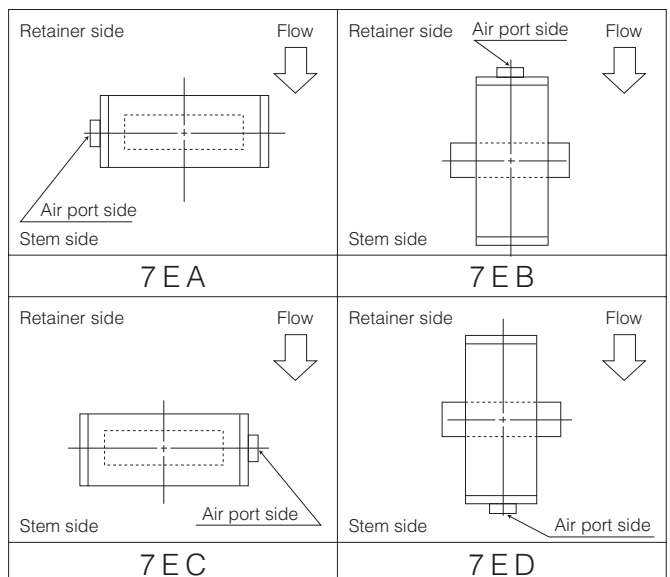 Retainer side
Flow
Air port side
Stem side
7EA
Retainer side
Air port side
Flow
Stem side
7EB
Retainer side
Flow
Stem side
Air port side
7EC
Retainer side
Flow
Stem side
Air port side
7ED